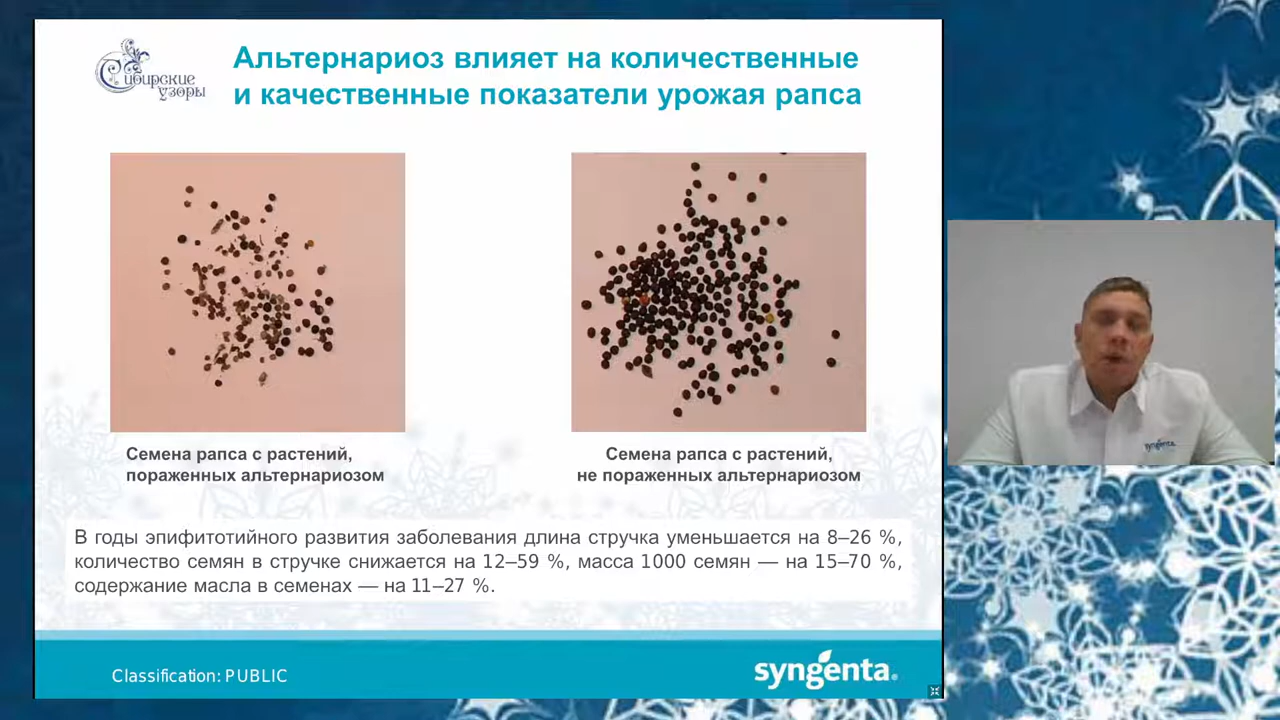 Сибирские
узоры
Альтернариоз влияет на количественные
и качественные показатели урожая рапса
Семена рапса с растений,
пораженных альтернариозом
Семена рапса с растений,
не пораженных альтернариозом
В годы эпифитотийного развития заболевания длина стручка уменьшается на 8–26 %,
количество семян в стручке снижается на 12–59 %, масса 1000 семян — на 15–70 %,
содержание масла в семенах — на 11–27 %.
Classification: PUBLIC
syngenta®
syngenta